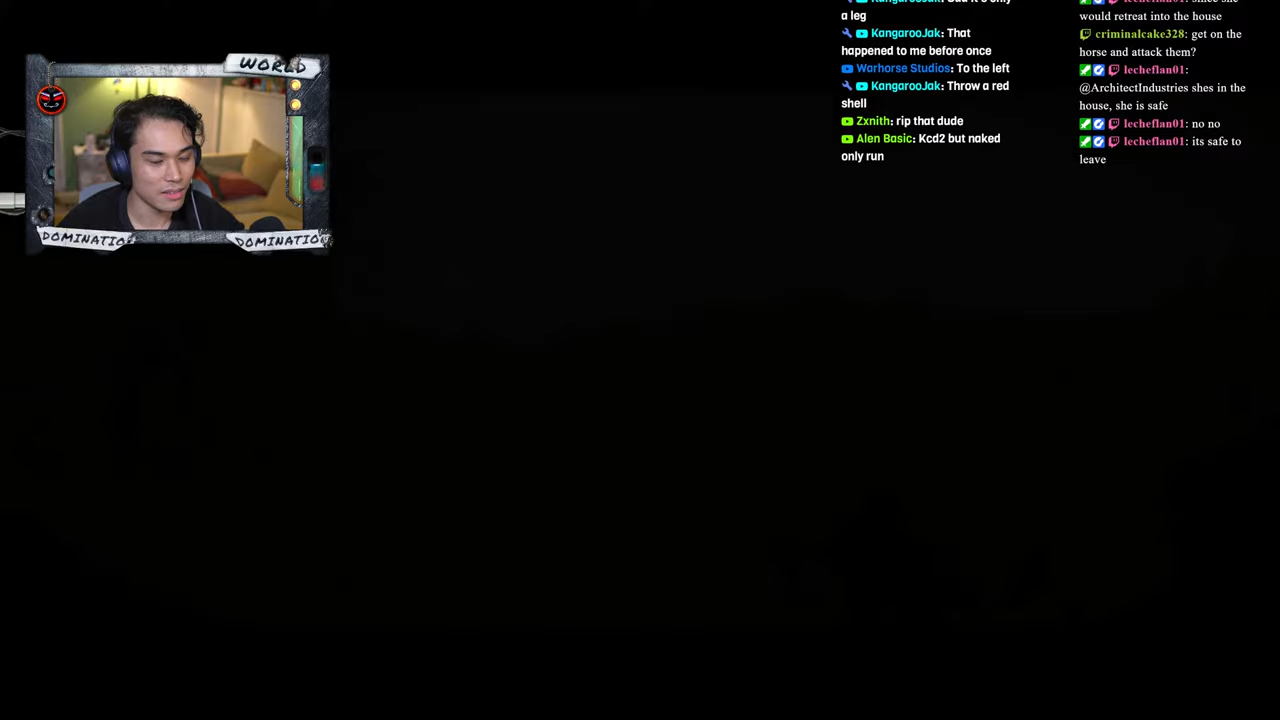 WORLD
DOMINATIO
DOMINATIO
a leg
KangarooJak: That
happened to me before once
Warhorse Studios: To the left
KangarooJak: Throw a red
shell
Zxnith: rip that dude
Alen Basic: Kcd2 but naked
only run
would retreat into the house
criminalcake328: get on the
horse and attack them?
lecheflan01:
@ArchitectIndustries shes in the
house, she is safe
lecheflan01: no no
lecheflan01: its safe to
leave